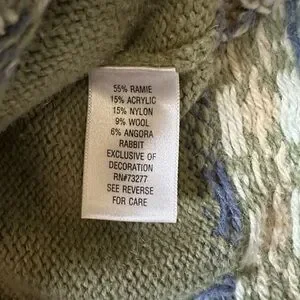 55% RAMIE
15% ACRYLIC
15% NYLON
9% WOOL
6% ANGORA
RABBIT
EXCLUSIVE OF
DECORATION
RN#73277
SEE REVERSE
FOR CARE